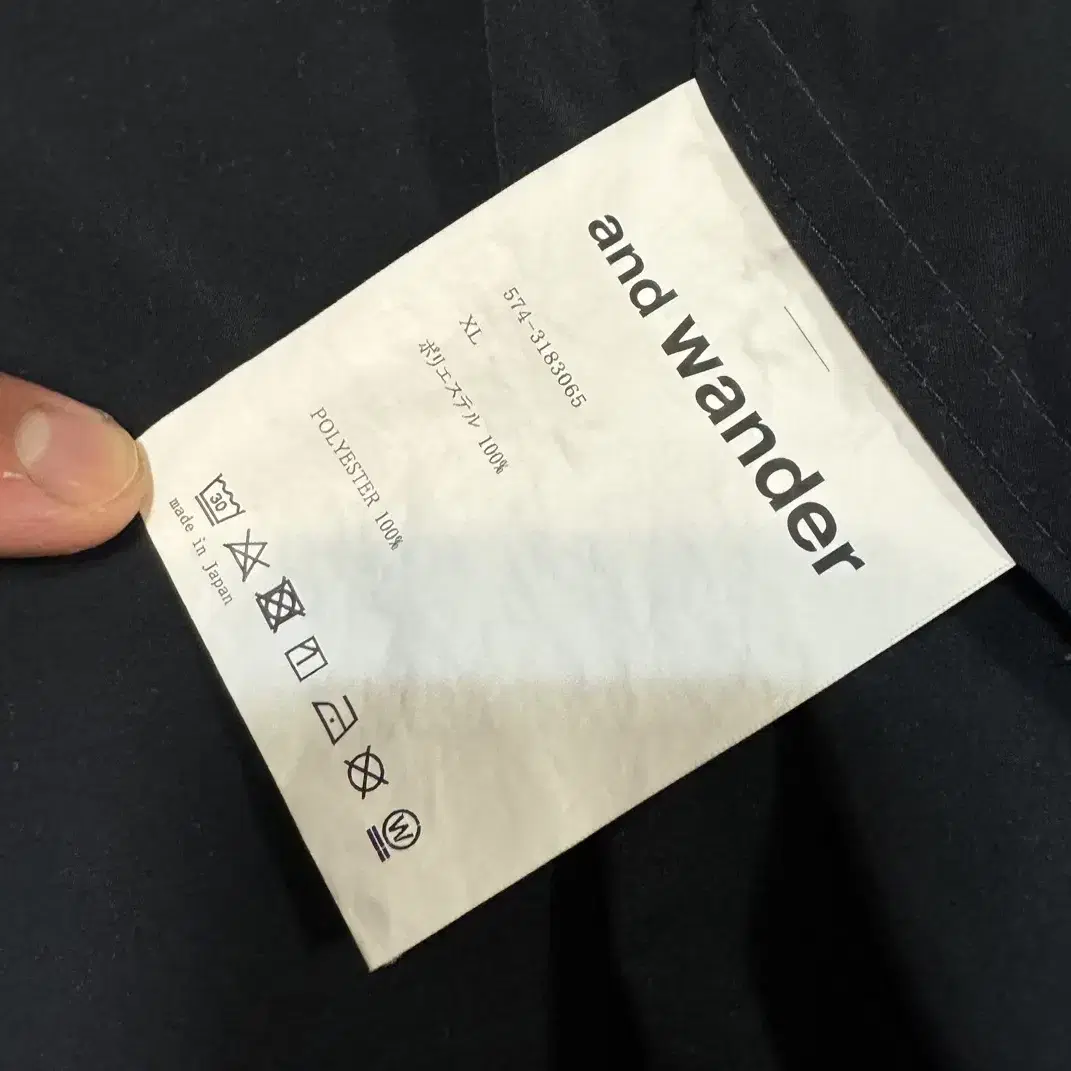 and wander
574-3183065
XL
ポリエステル 100%
POLYESTER 100%
30
W
made in Japan